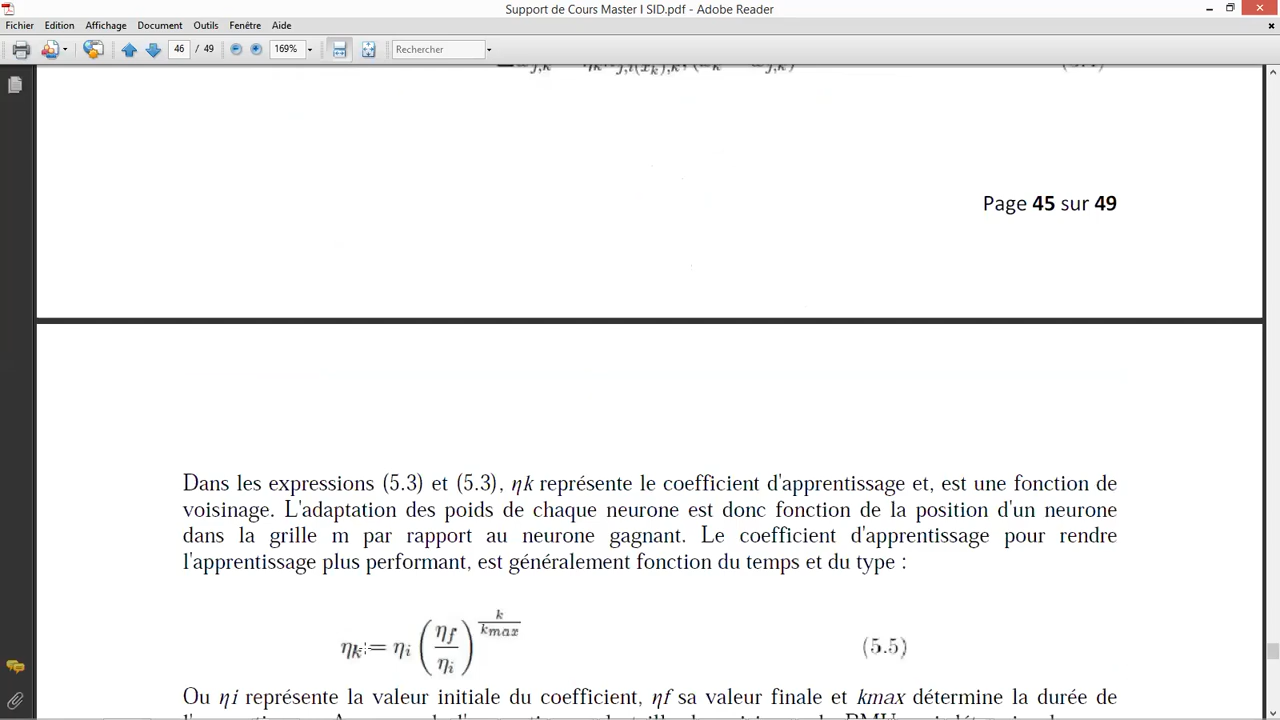 Support de Cours Master I SID.pdf - Adobe Reader
Fichier Edition Affichage Document Outils Fenêtre Aide
46 / 49 169% Rechercher
Page 45 sur 49
Dans les expressions (5.3) et (5.3), ηk représente le coefficient d'apprentissage et, est une fonction de
voisinage. L'adaptation des poids de chaque neurone est donc fonction de la position d'un neurone
dans la grille m par rapport au neurone gagnant. Le coefficient d'apprentissage pour rendre
l'apprentissage plus performant, est généralement fonction du temps et du type :
η_k = η_i (η_f / η_i)^(k / kmax) (5.5)
Ou ηi représente la valeur initiale du coefficient, ηf sa valeur finale et kmax détermine la durée de